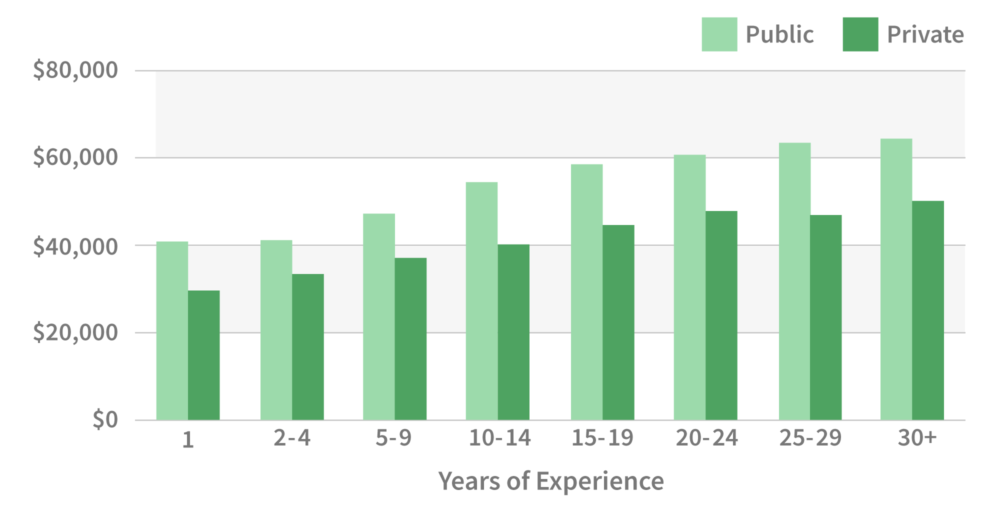 Public Private
$80,000
$60,000
$40,000
$20,000
$0
1 2-4 5-9 10-14 15-19 20-24 25-29 30+
Years of Experience